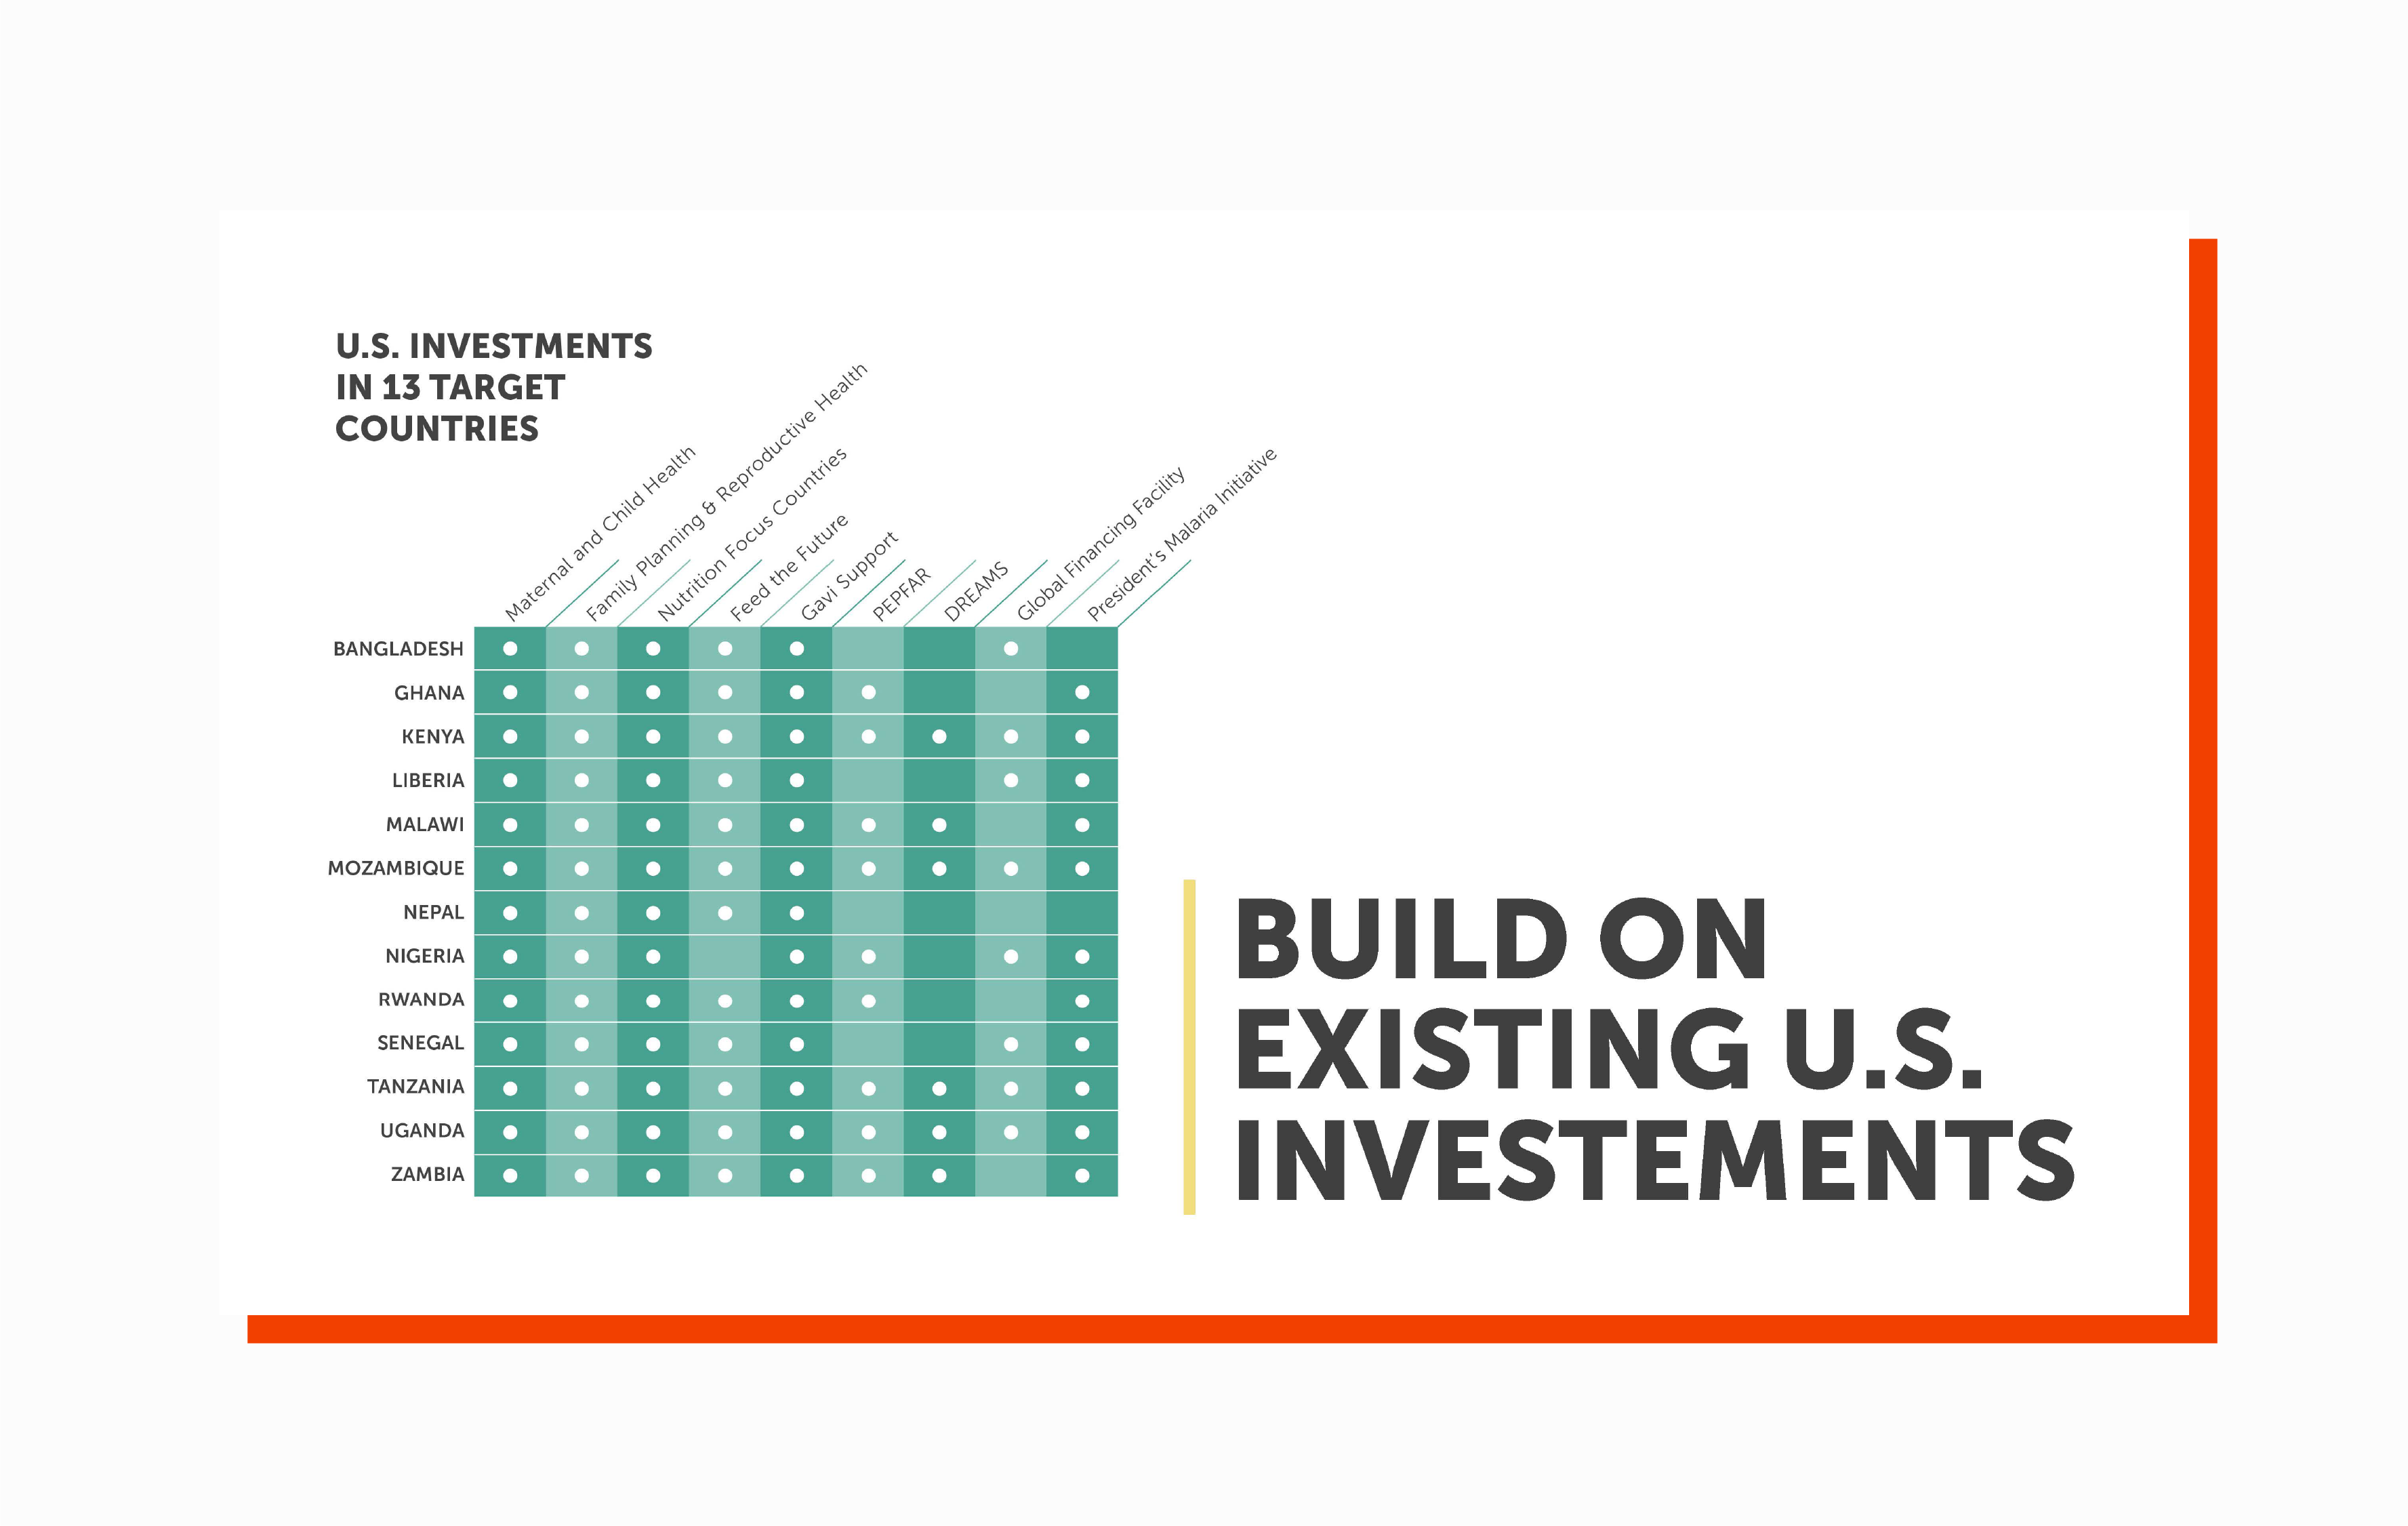 U.S. INVESTMENTS
IN 13 TARGET
COUNTRIES
Maternal and Child Health
Family Planning & Reproductive Health
Nutrition Focus Countries
Feed the Future
Gavi Support
PEPFAR
DREAMS
Global Financing Facility
President's Malaria Initiative
BANGLADESH
GHANA
KENYA
LIBERIA
MALAWI
MOZAMBIQUE
NEPAL
NIGERIA
RWANDA
SENEGAL
TANZANIA
UGANDA
ZAMBIA
BUILD ON
EXISTING U.S.
INVESTEMENTS